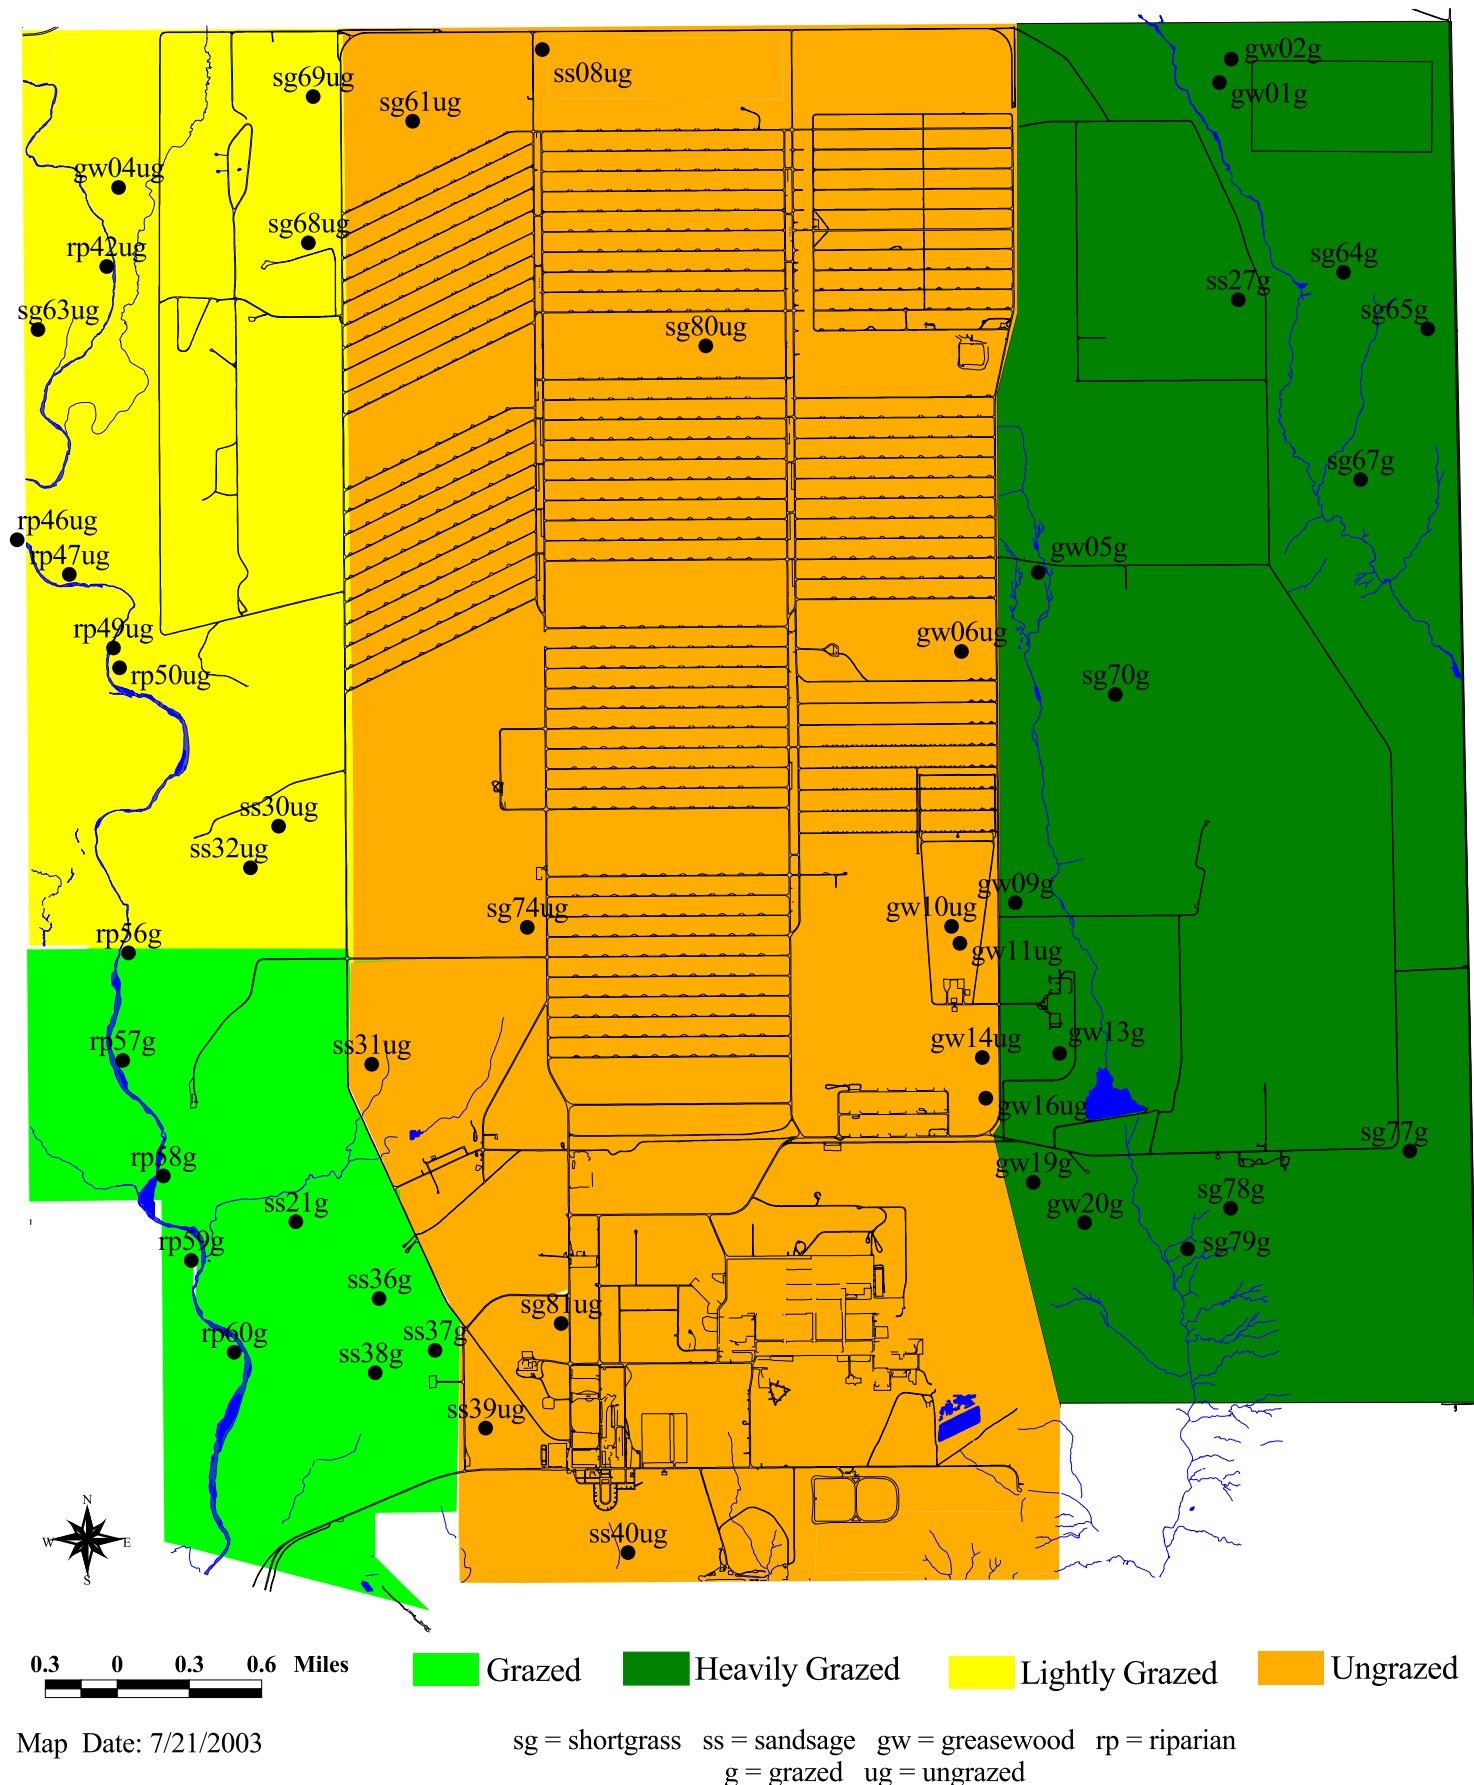 gw02g
ss08ug
sg69ug
gw01g
sg61ug
gw04ug
sg68ug
rp42ug
sg64g
ss27g
sg63ug
sg65g
sg80ug
sg67g
rp46ug
gw05g
rp47ug
rp49ug
gw06ug
rp50ug
sg70g
ss30ug
ss32ug
gw09g
sg74ug
gw10ug
rp56g
gw11ug
rp57g
ss31ug
gw14ug
gw13g
gw16ug
sg77g
rp58g
gw19g
sg78g
ss21g
gw20g
rp59g
sg79g
ss36g
sg81ug
rp60g
ss37g
ss38g
ss39ug
N
W E
S
ss40ug
0.3 0 0.3 0.6 Miles
Grazed
Heavily Grazed
Lightly Grazed
Ungrazed
Map Date: 7/21/2003
sg = shortgrass ss = sandsage gw = greasewood rp = riparian
g = grazed ug = ungrazed